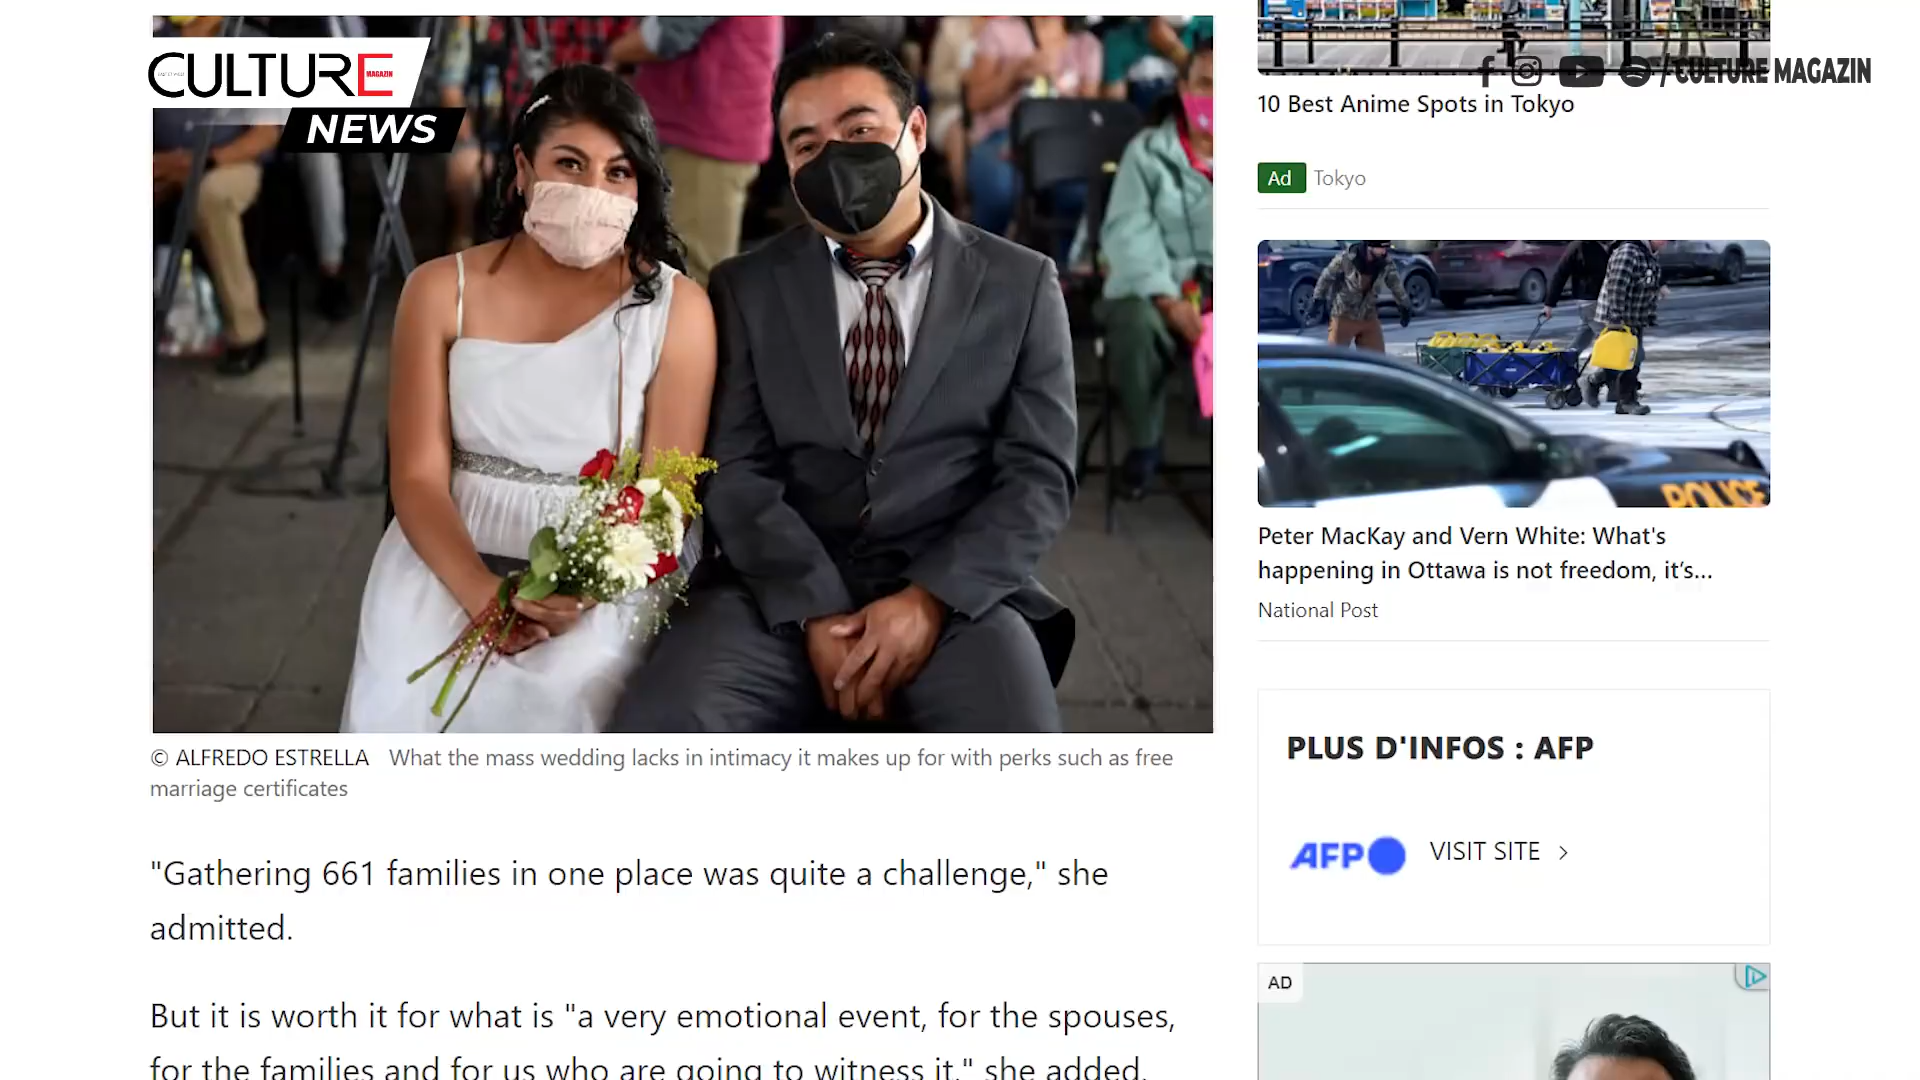 CULTURE
MAGAZIN
NEWS
/CULTURE MAGAZIN
10 Best Anime Spots in Tokyo
Ad Tokyo
POLICE
Peter MacKay and Vern White: What's
happening in Ottawa is not freedom, it’s...
National Post
PLUS D'INFOS : AFP
AFP VISIT SITE >
AD
© ALFREDO ESTRELLA What the mass wedding lacks in intimacy it makes up for with perks such as free
marriage certificates
"Gathering 661 families in one place was quite a challenge," she
admitted.
But it is worth it for what is "a very emotional event, for the spouses,
for the families and for us who are going to witness it," she added.